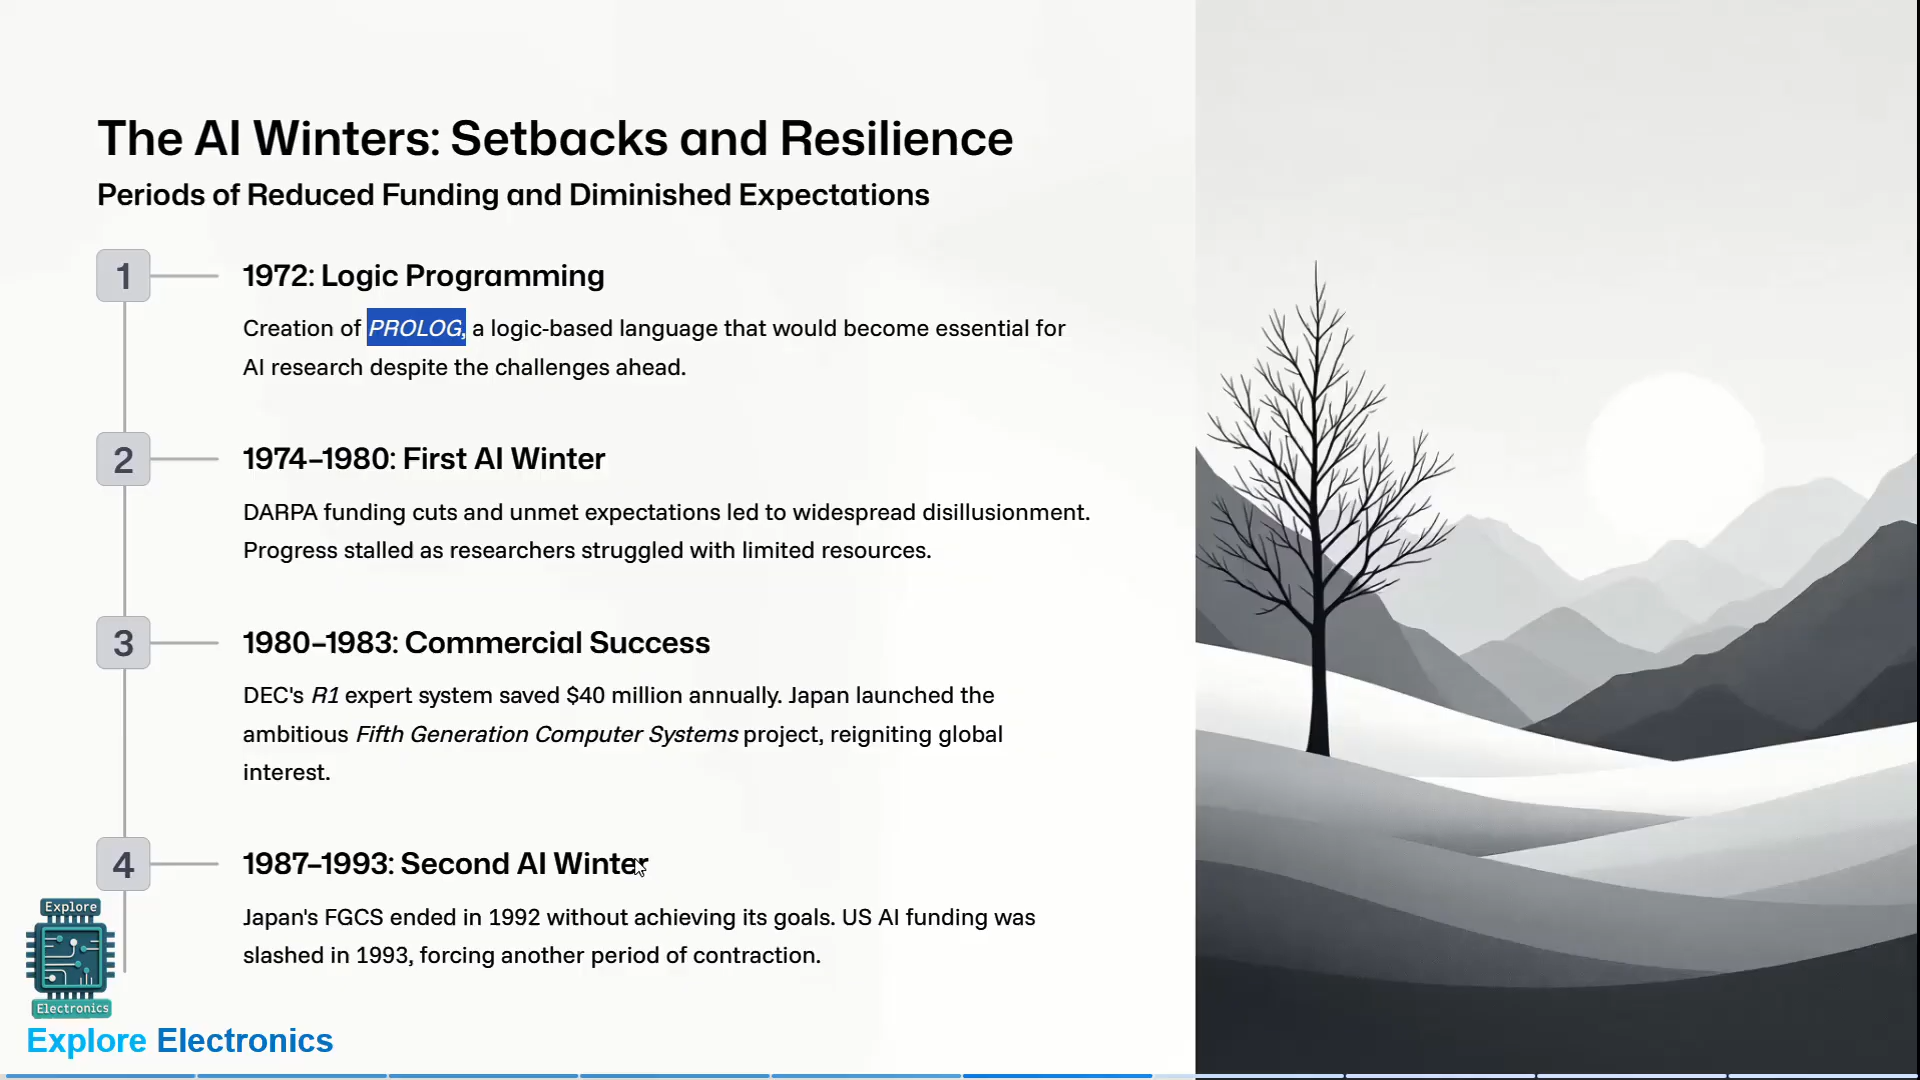 The AI Winters: Setbacks and Resilience
Periods of Reduced Funding and Diminished Expectations
1
1972: Logic Programming
Creation of PROLOG, a logic-based language that would become essential for
AI research despite the challenges ahead.
2
1974–1980: First AI Winter
DARPA funding cuts and unmet expectations led to widespread disillusionment.
Progress stalled as researchers struggled with limited resources.
3
1980–1983: Commercial Success
DEC's R1 expert system saved $40 million annually. Japan launched the
ambitious Fifth Generation Computer Systems project, reigniting global
interest.
4
1987–1993: Second AI Winter
Japan's FGCS ended in 1992 without achieving its goals. US AI funding was
slashed in 1993, forcing another period of contraction.
Explore
Electronics
Explore Electronics